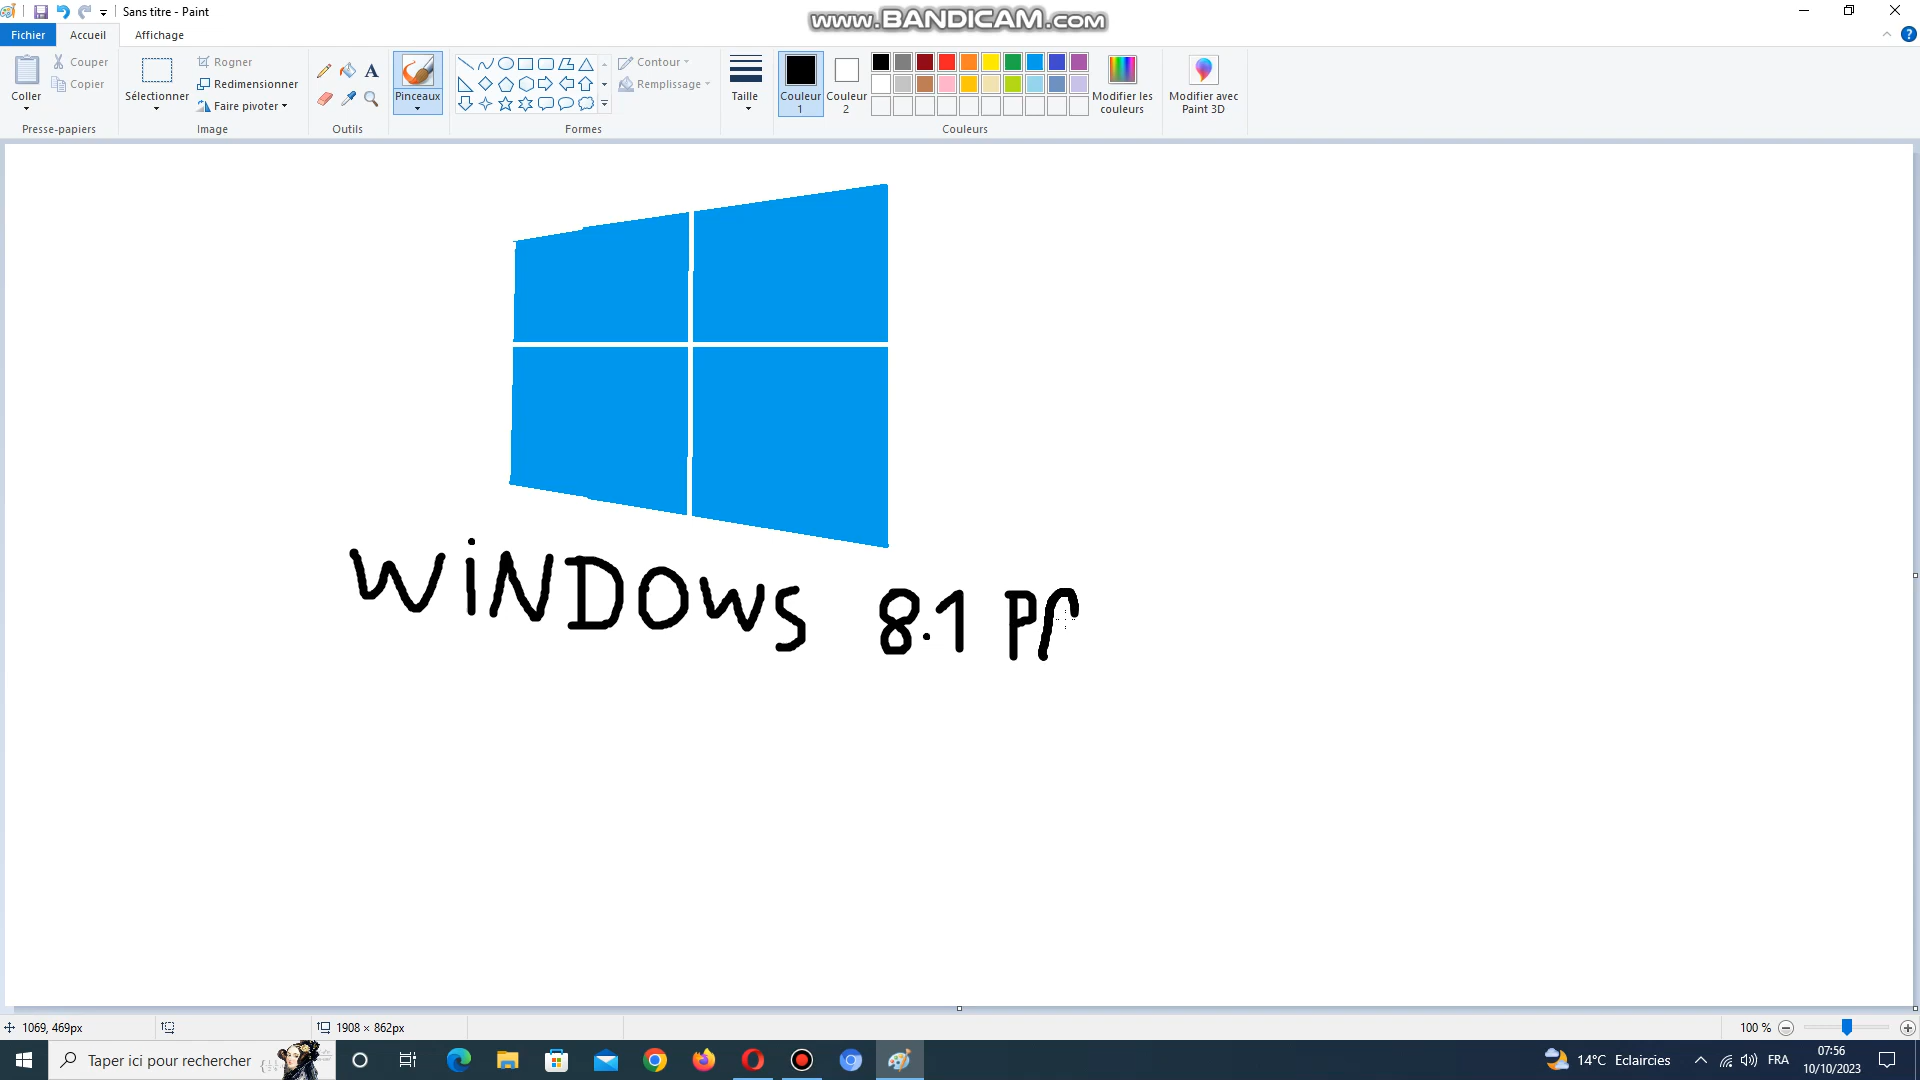 Sans titre - Paint
www.BANDICAM.com
Fichier
Accueil
Affichage
Coller
Couper
Copier
Presse-papiers
Sélectionner
Rogner
Redimensionner
Faire pivoter
Image
Outils
Pinceaux
Formes
Contour
Remplissage
Taille
Couleur 1
Couleur 2
Couleurs
Modifier les couleurs
Modifier avec Paint 3D
WiNDOWS 8.1 P
1069, 469px
1908 × 862px
100 %
Taper ici pour rechercher
14°C Eclaircies
FRA
07:56
10/10/2023